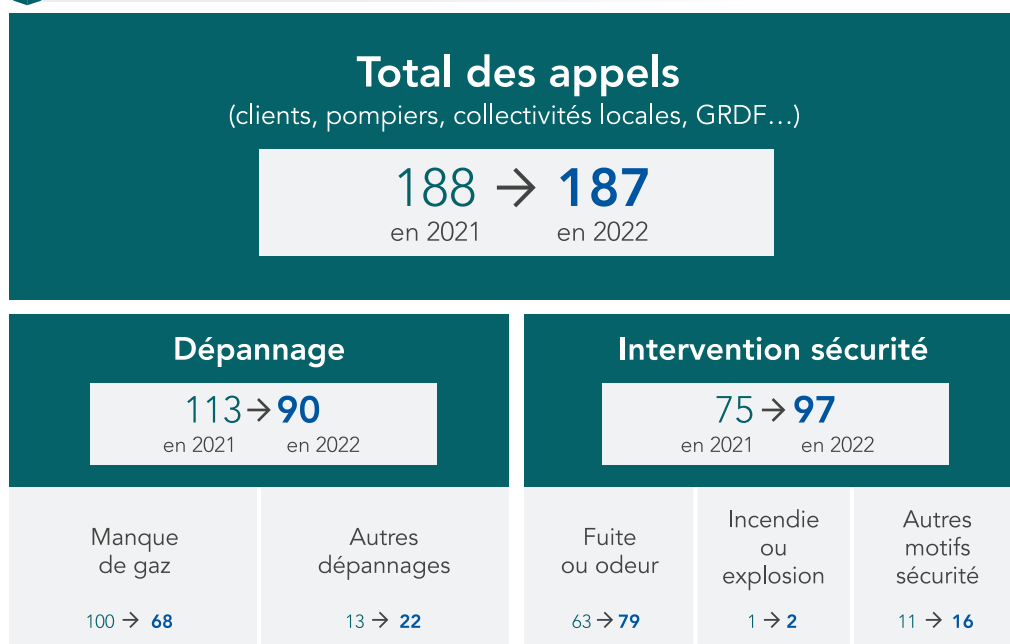 Total des appels
(clients, pompiers, collectivités locales, GRDF…)
188 → 187
en 2021 en 2022
Dépannage
113 → 90
en 2021 en 2022
Manque
de gaz
100 → 68
Autres
dépannages
13 → 22
Intervention sécurité
75 → 97
en 2021 en 2022
Fuite
ou odeur
63 → 79
Incendie
ou
explosion
1 → 2
Autres
motifs
sécurité
11 → 16